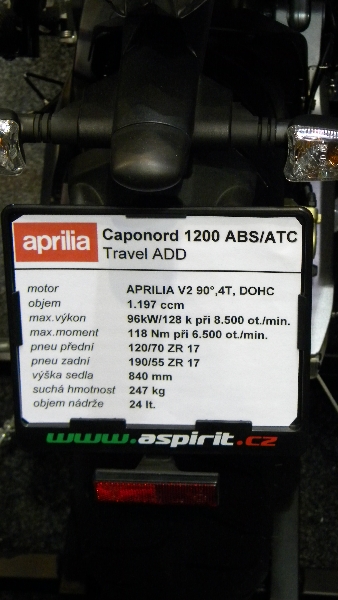 aprilia Caponord 1200 ABS/ATC
Travel ADD
motor APRILIA V2 90°,4T, DOHC
objem 1.197 ccm
max.výkon 96kW/128 k při 8.500 ot./min.
max.moment 118 Nm při 6.500 ot./min.
pneu přední 120/70 ZR 17
pneu zadní 190/55 ZR 17
výška sedla 840 mm
suchá hmotnost 247 kg
objem nádrže 24 lt.
www.aspirit.cz